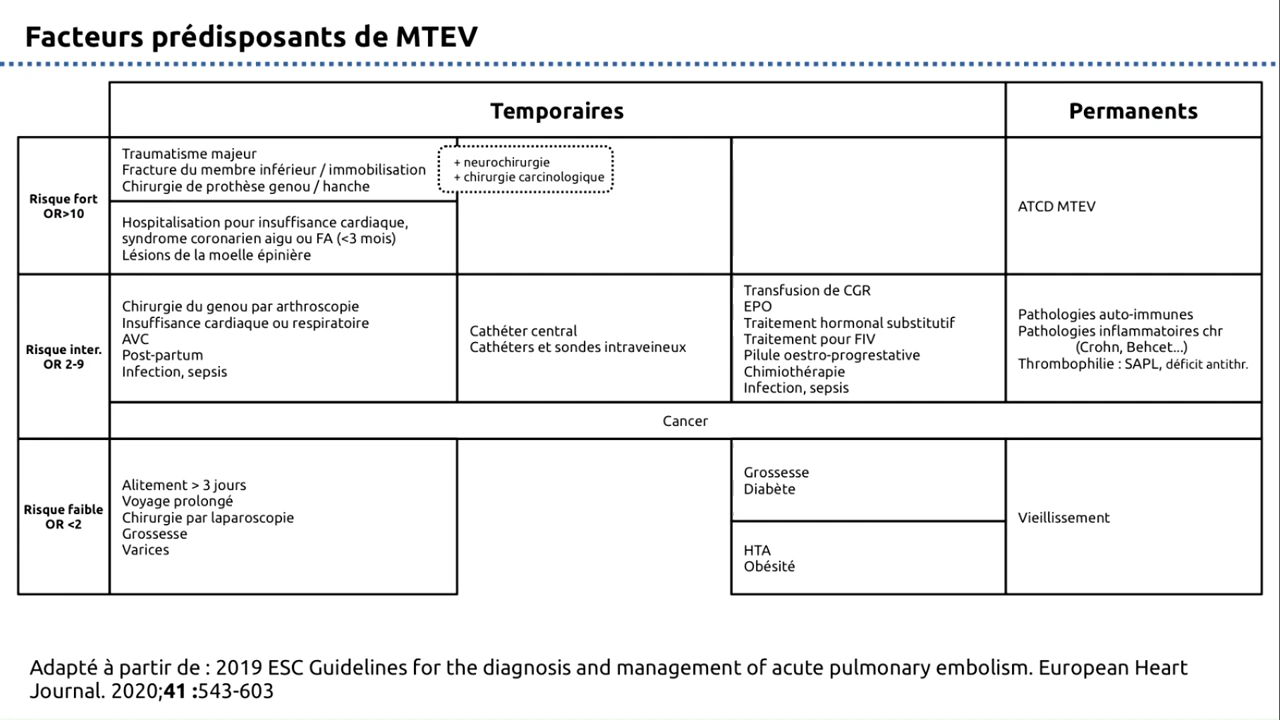 Facteurs prédisposants de MTEV
Temporaires
Permanents
Risque fort
OR>10
Traumatisme majeur
Fracture du membre inférieur / immobilisation
Chirurgie de prothèse genou / hanche
+ neurochirurgie
+ chirurgie carcinologique
Hospitalisation pour insuffisance cardiaque,
syndrome coronarien aigu ou FA (<3 mois)
Lésions de la moelle épinière
ATCD MTEV
Risque inter.
OR 2-9
Chirurgie du genou par arthroscopie
Insuffisance cardiaque ou respiratoire
AVC
Post-partum
Infection, sepsis
Cathéter central
Cathéters et sondes intraveineux
Transfusion de CGR
EPO
Traitement hormonal substitutif
Traitement pour FIV
Pilule oestro-progestative
Chimiothérapie
Infection, sepsis
Pathologies auto-immunes
Pathologies inflammatoires chr
(Crohn, Behcet...)
Thrombophilie : SAPL, déficit antithr.
Cancer
Risque faible
OR <2
Alitement > 3 jours
Voyage prolongé
Chirurgie par laparoscopie
Grossesse
Varices
Grossesse
Diabète
HTA
Obésité
Vieillissement
Adapté à partir de : 2019 ESC Guidelines for the diagnosis and management of acute pulmonary embolism. European Heart
Journal. 2020;41 :543-603